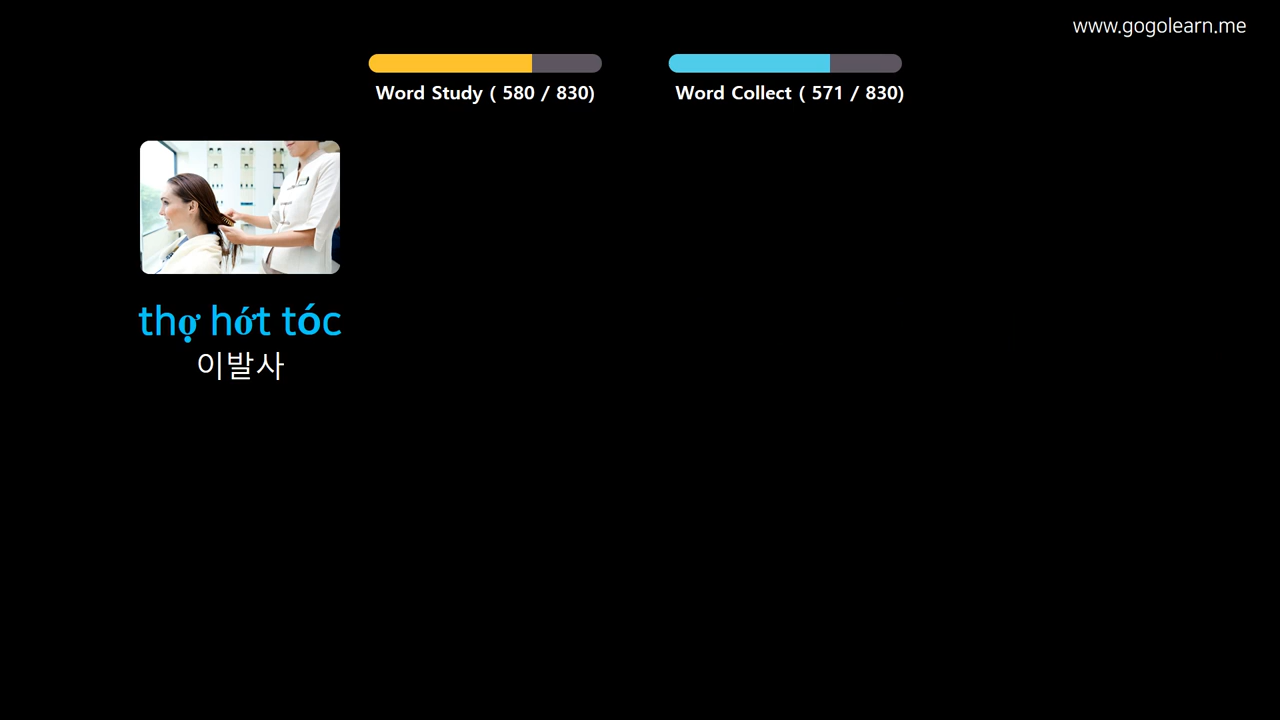 www.gogolearn.me
Word Study ( 580 / 830)
Word Collect ( 571 / 830)
thợ hớt tóc
이발사